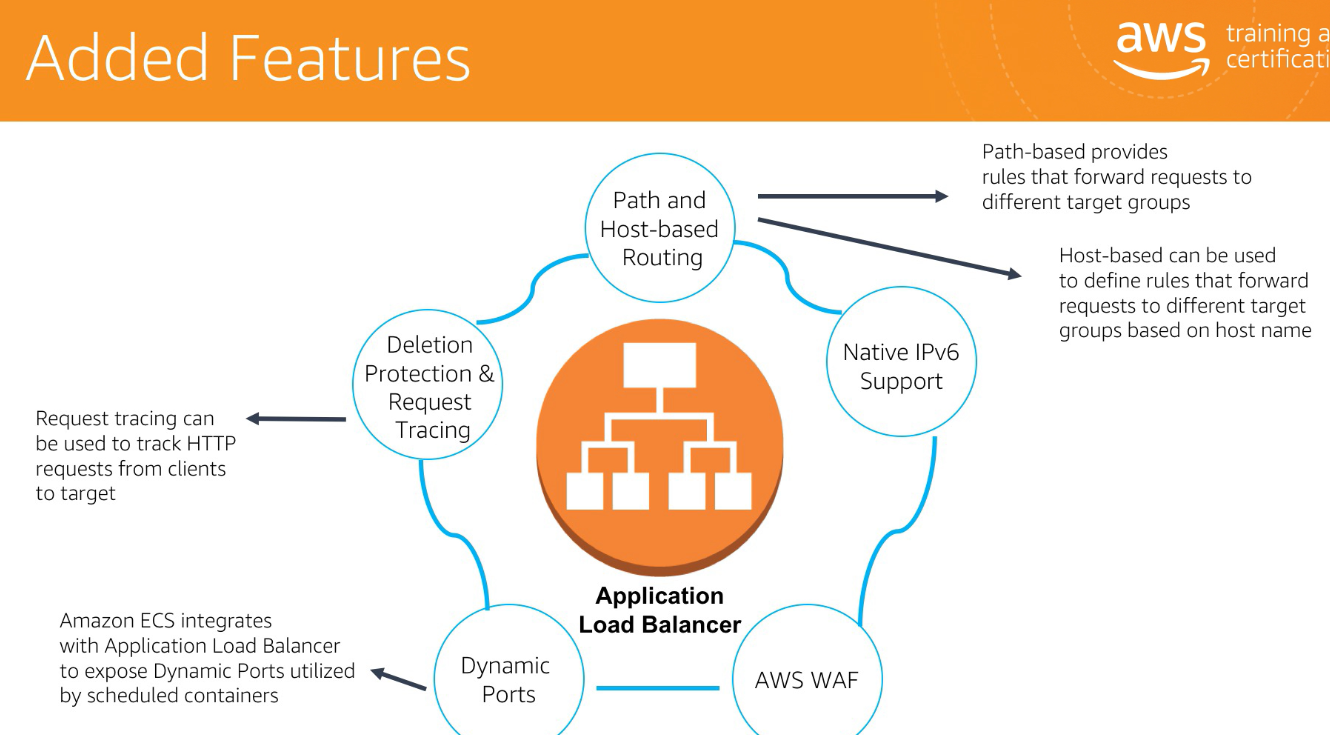 Added Features
aws
training a
certificati
Path-based provides
rules that forward requests to
different target groups
Path and
Host-based
Routing
Host-based can be used
to define rules that forward
requests to different target
groups based on host name
Deletion
Protection &
Request
Tracing
Native IPv6
Support
Request tracing can
be used to track HTTP
requests from clients
to target
Application
Load Balancer
Amazon ECS integrates
with Application Load Balancer
to expose Dynamic Ports utilized
by scheduled containers
Dynamic
Ports
AWS WAF